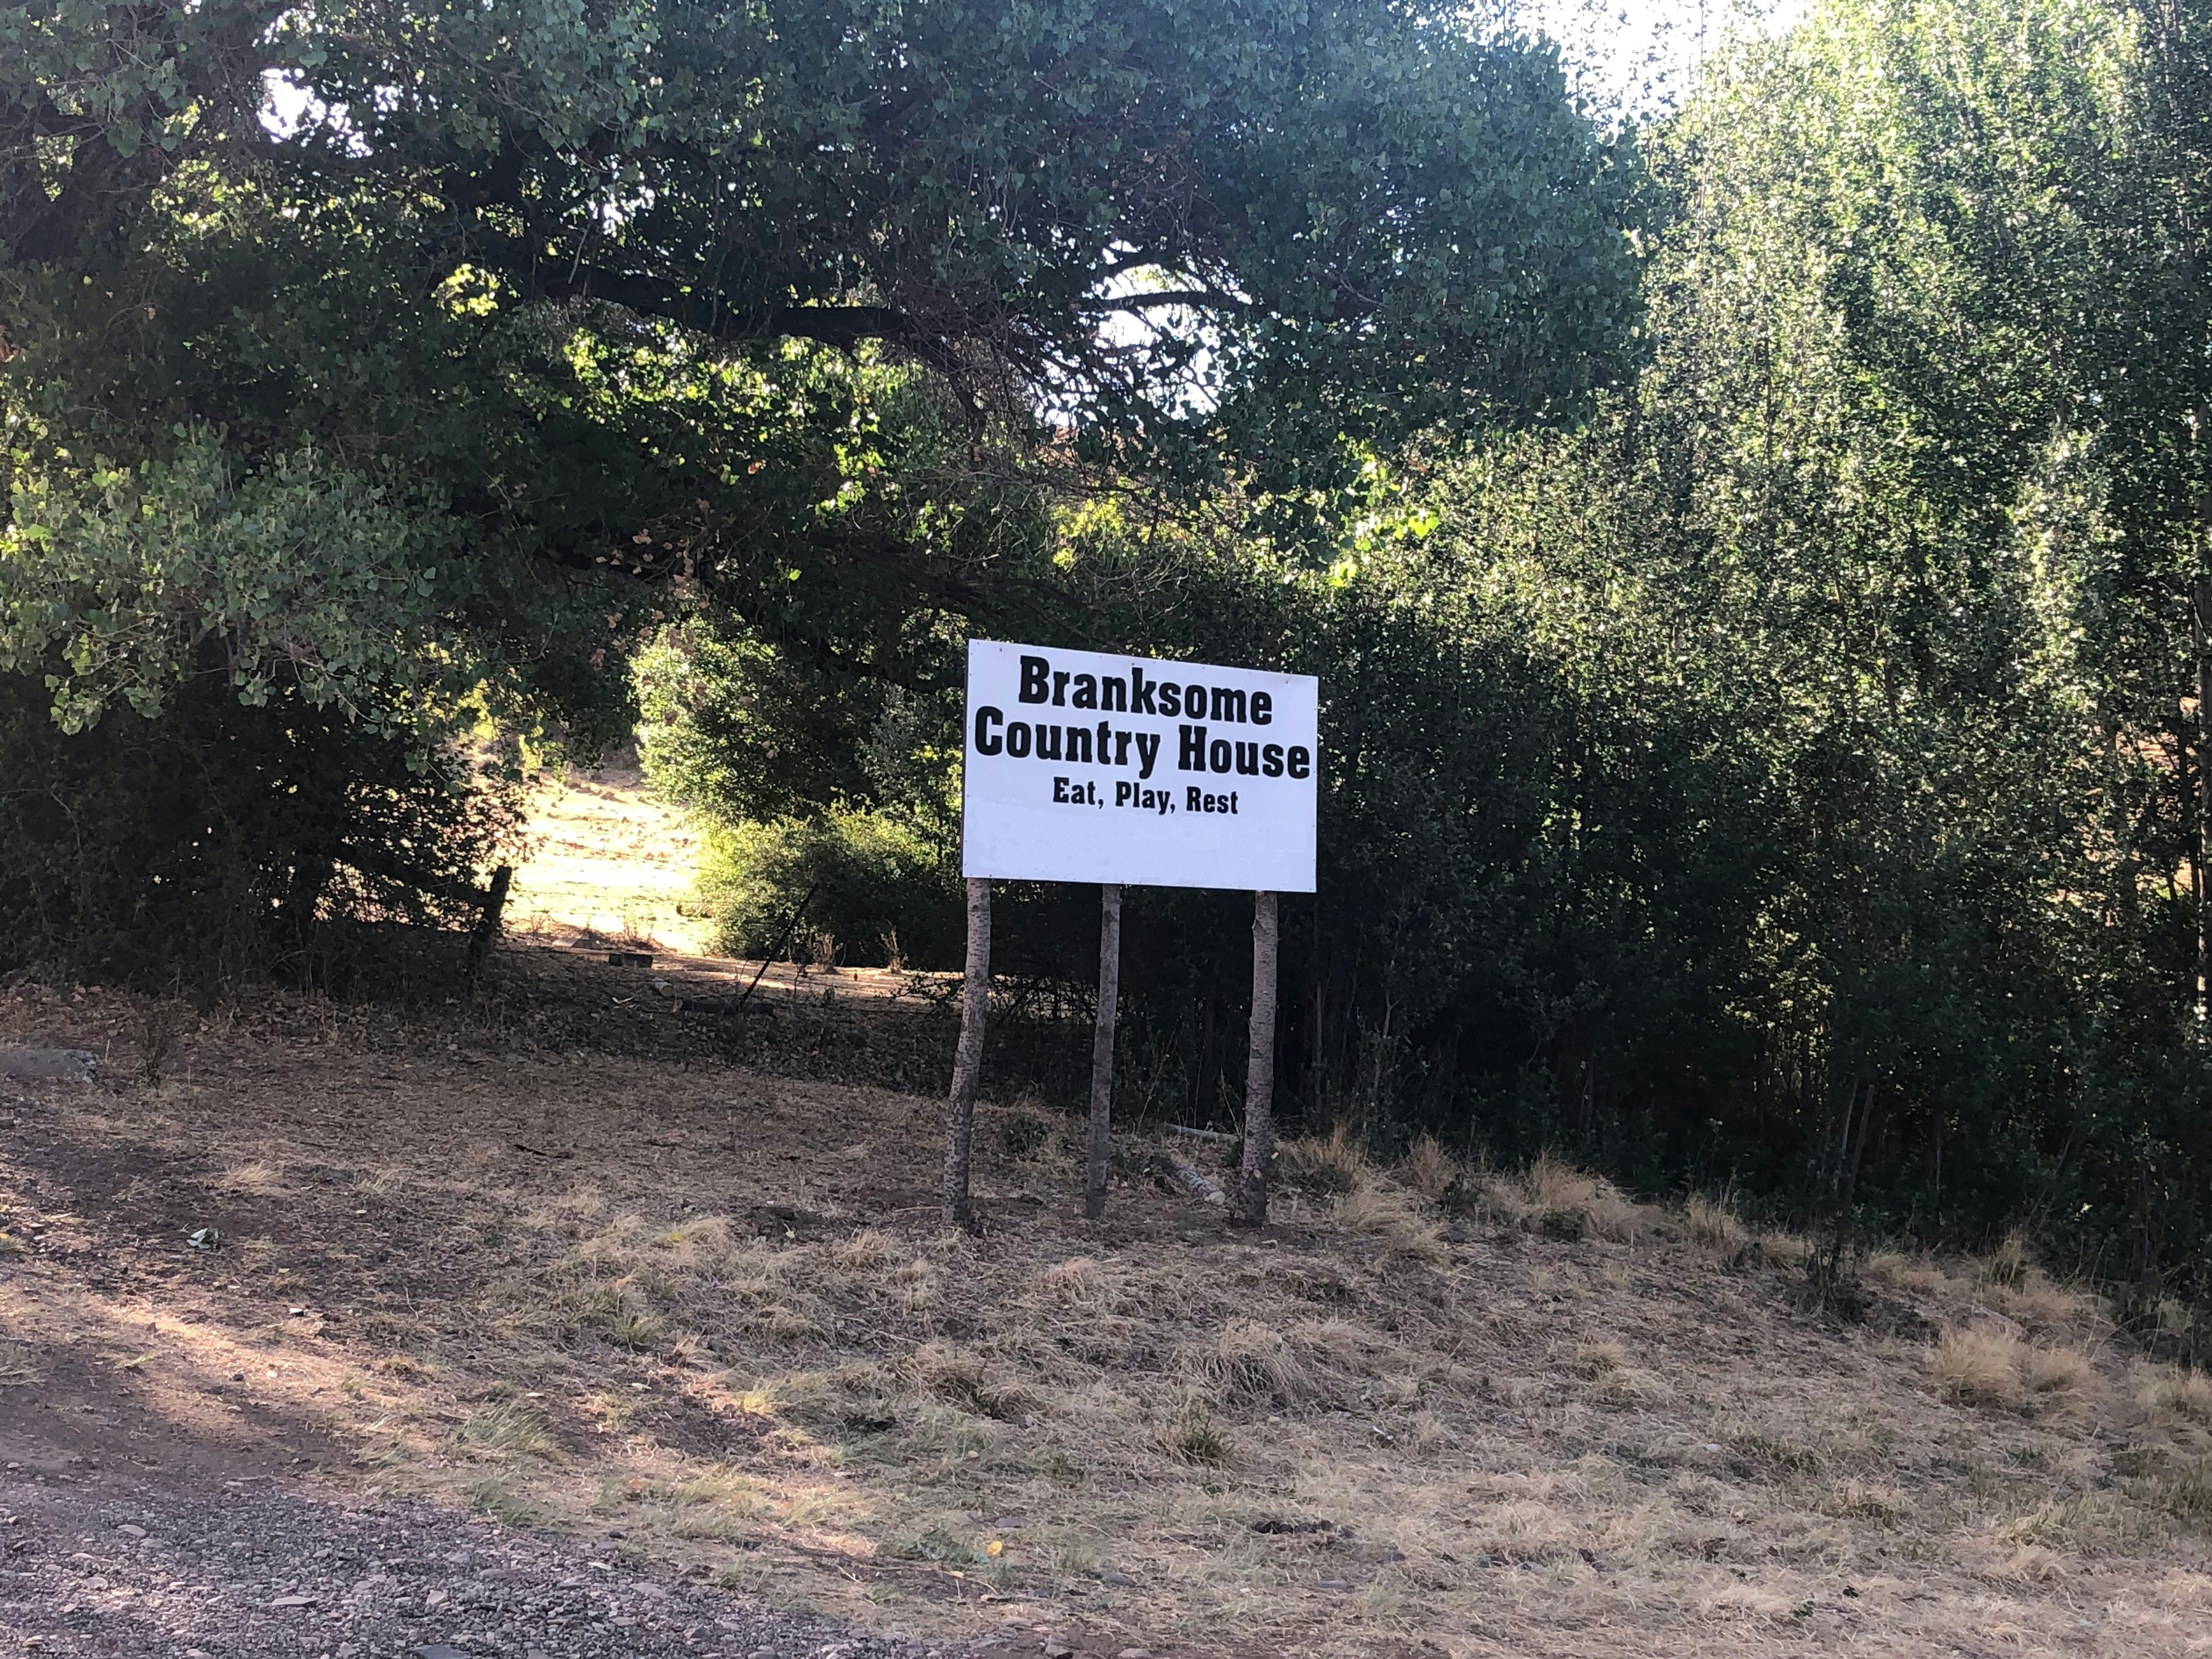 Branksome
Country House
Eat, Play, Rest